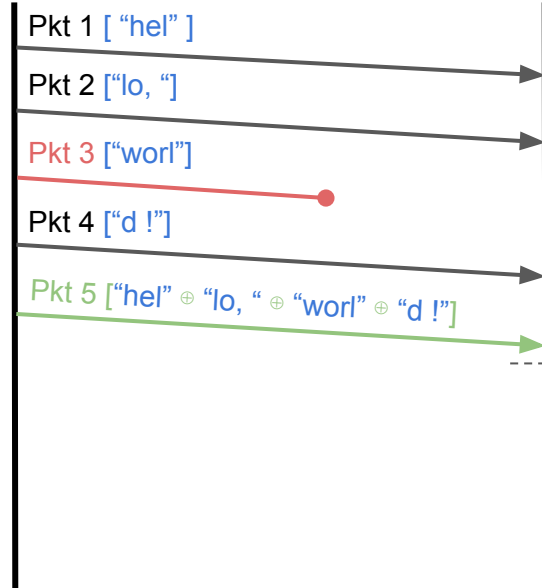 Pkt 1 [ “hel” ]
Pkt 2 [“lo, “]
Pkt 3 [“worl”]
Pkt 4 [“d !”]
Pkt 5 [“hel” ⊕ “lo, “ ⊕ “worl” ⊕ “d !”]